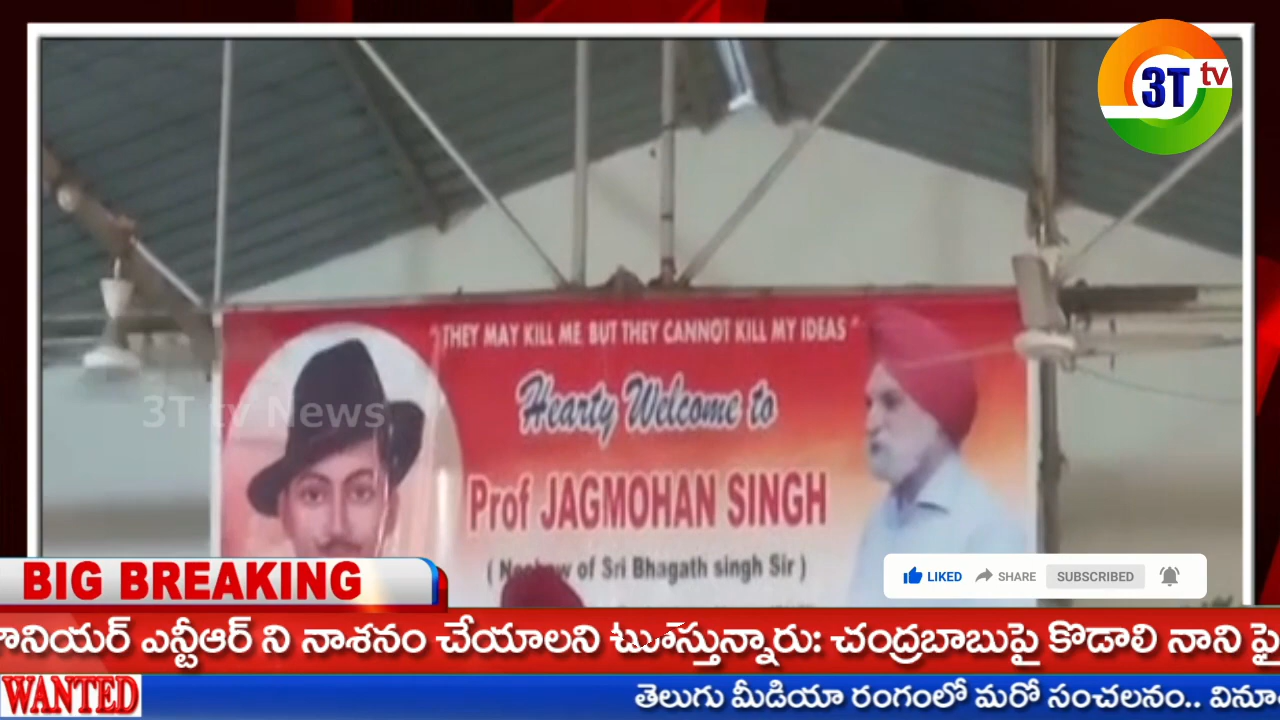 3T tv
"THEY MAY KILL ME, BUT THEY CANNOT KILL MY IDEAS"
Hearty Welcome to
3T tv News
Prof JAGMOHAN SINGH
( Nephew of Sri Bhagath singh Sir )
LIKED SHARE SUBSCRIBED
BIG BREAKING
ఎన్టీఆర్ ని నాశనం చేయాలని చూస్తున్నారు: చంద్రబాబుపై కొడాలి నాని
WANTED తెలుగు మీడియా రంగంలో మరో సంచలనం..